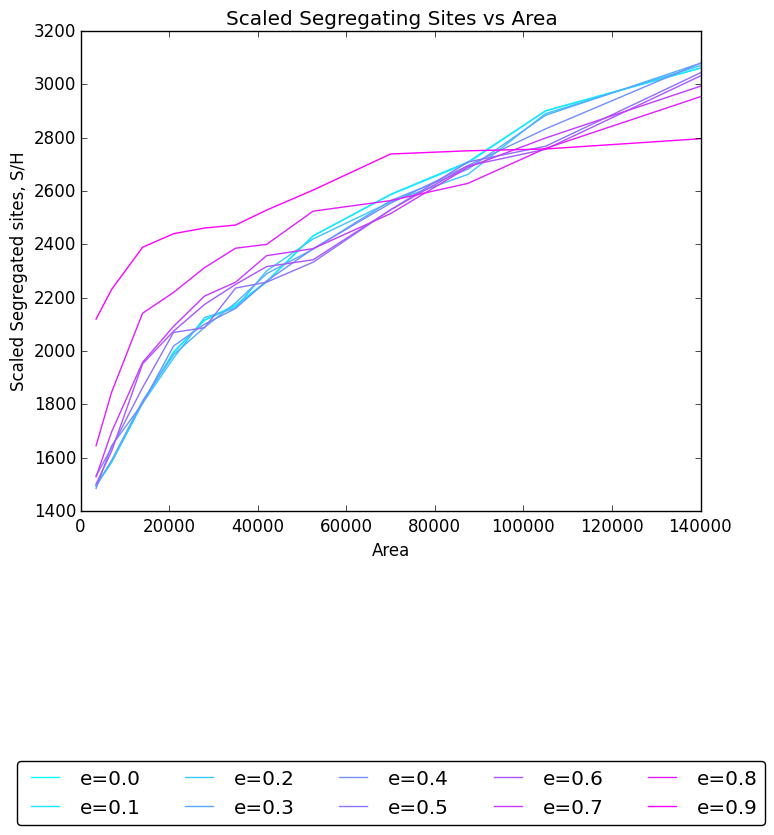 Scaled Segregating Sites vs Area
Scaled Segregated sites, S/H
3200
3000
2800
2600
2400
2200
2000
1800
1600
1400
0 20000 40000 60000 80000 100000 120000 140000
Area
e=0.0 e=0.2 e=0.4 e=0.6 e=0.8
e=0.1 e=0.3 e=0.5 e=0.7 e=0.9